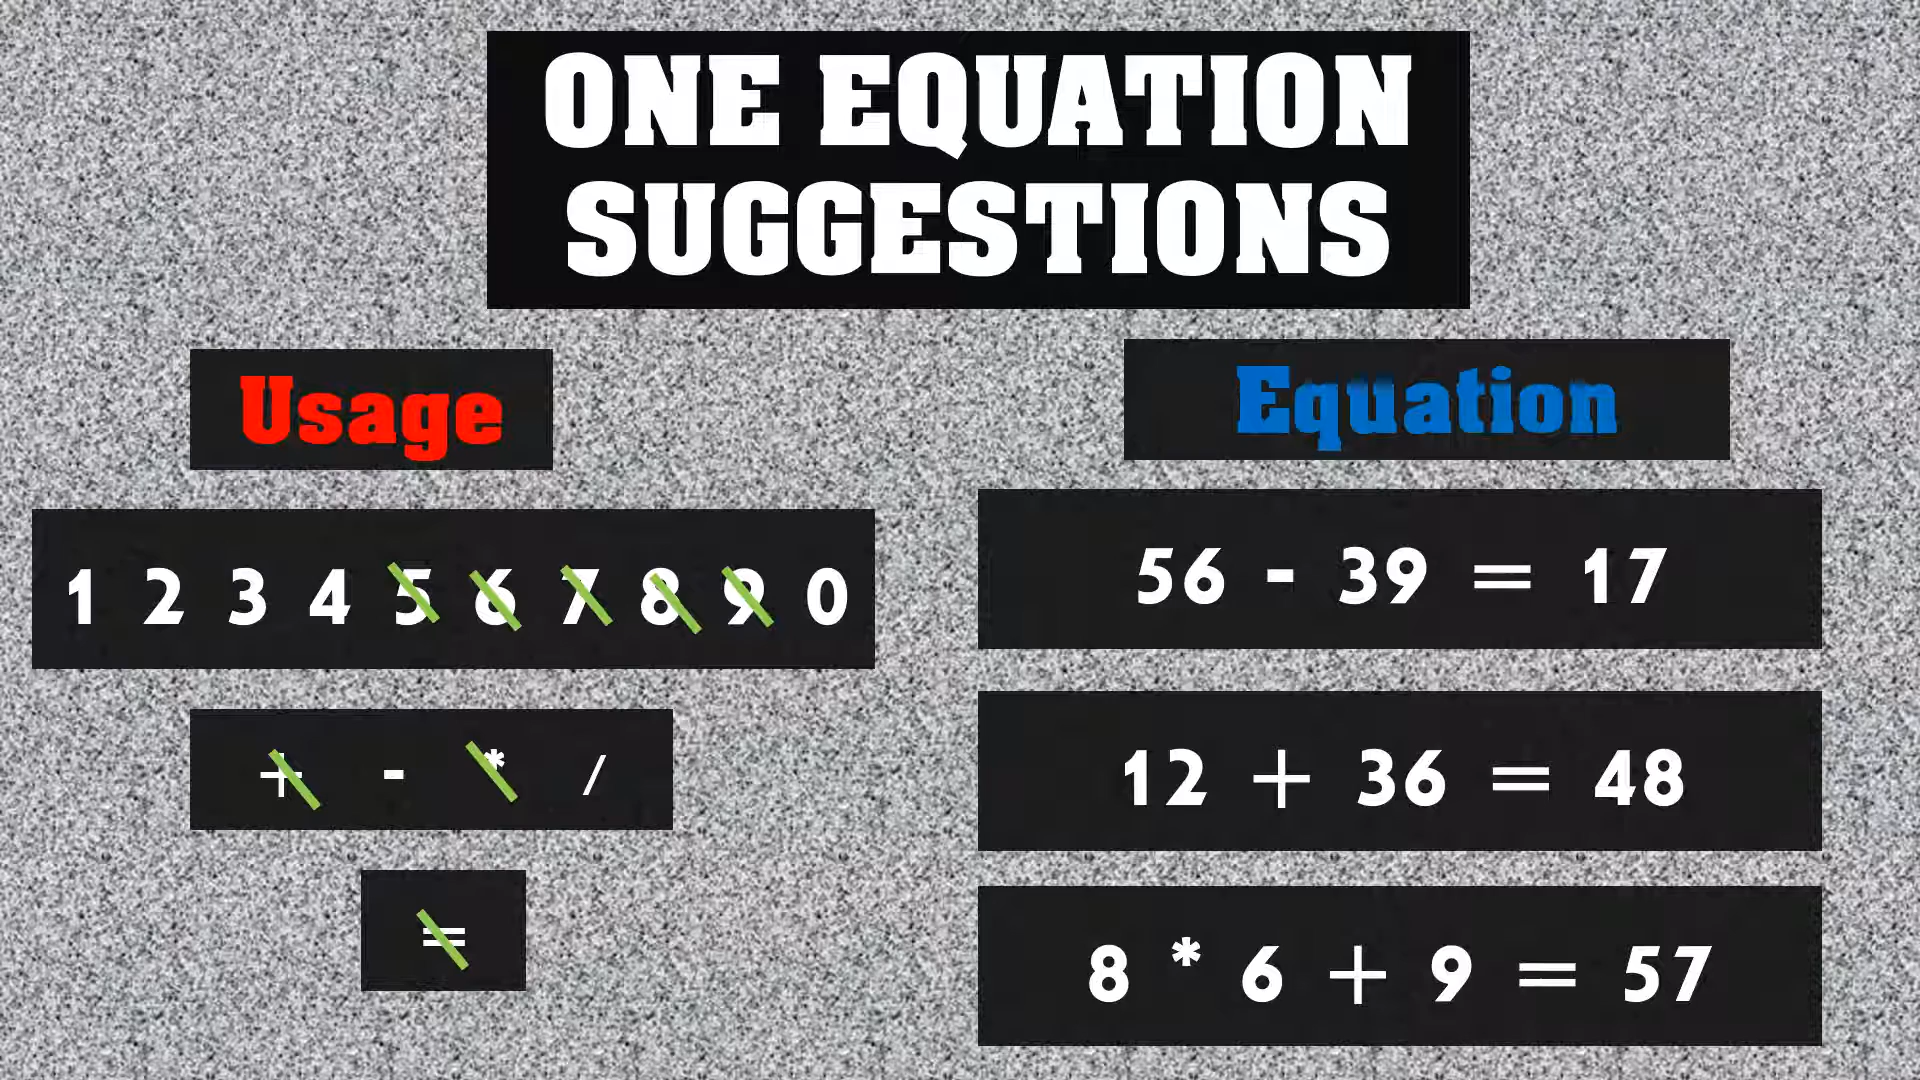 ONE EQUATION
SUGGESTIONS
Usage
1 2 3 4 5 6 7 8 9 0
+ - * /
=
Equation
56 - 39 = 17
12 + 36 = 48
8 * 6 + 9 = 57